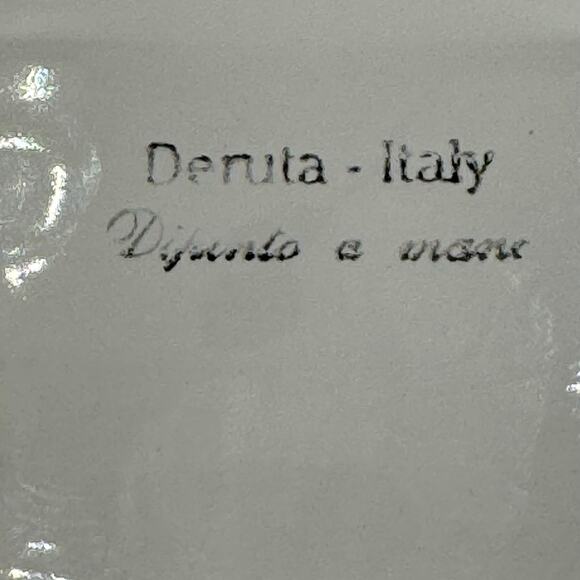 Deruta - Italy
Dipinto a mano